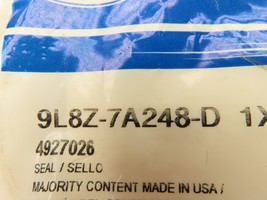 9L8Z-7A248-D 1X
4927026
SEAL / SELLO
MAJORITY CONTENT MADE IN USA /